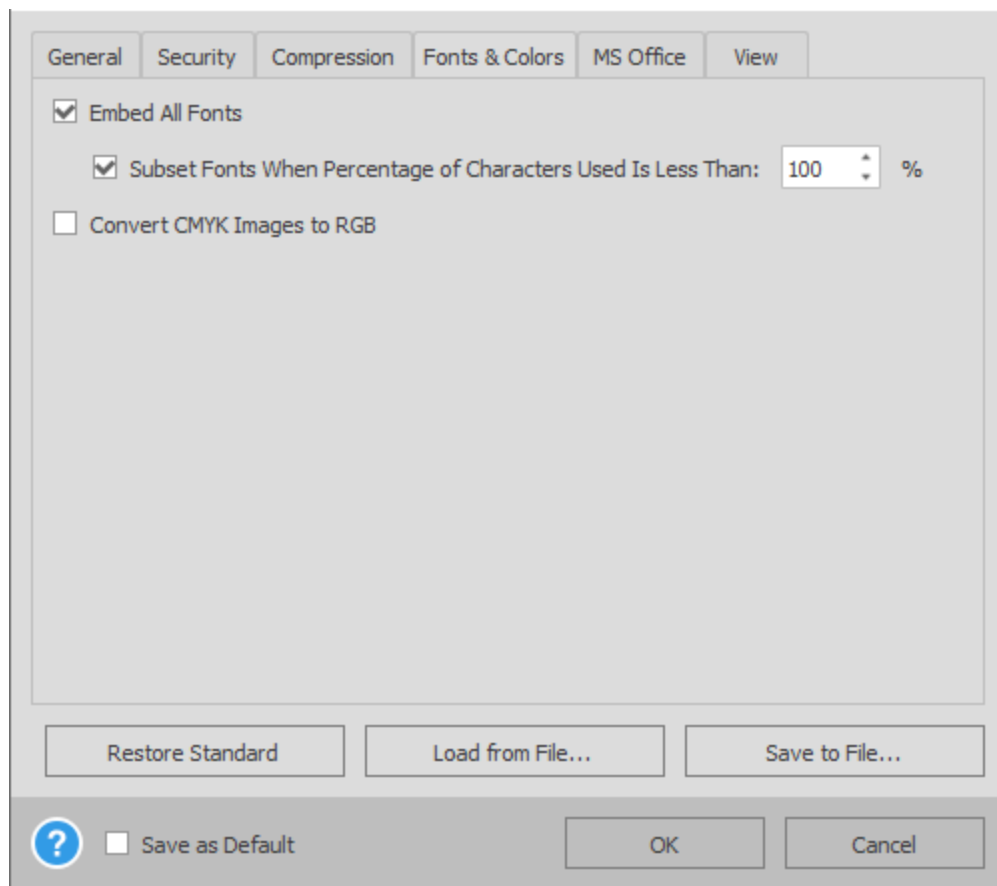 General Security Compression Fonts & Colors MS Office View
Embed All Fonts
Subset Fonts When Percentage of Characters Used Is Less Than: 100 %
Convert CMYK Images to RGB
Restore Standard Load from File... Save to File...
? Save as Default OK Cancel